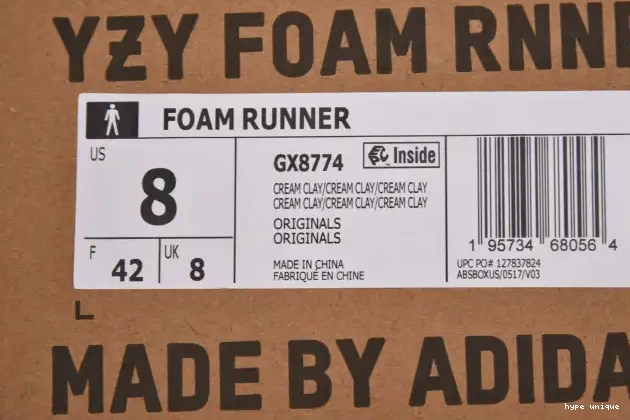 YZY FOAM RNNR
FOAM RUNNER
US
8
F
42
UK
8
GX8774
Inside
CREAM CLAY/CREAM CLAY/CREAM CLAY
CREAM CLAY/CREAM CLAY/CREAM CLAY
ORIGINALS
ORIGINALS
MADE IN CHINA
FABRIQUÉ EN CHINE
1 95734 68056 4
UPC PO# 127837824
ABSBOXUS/0517/V03
L
MADE BY ADIDA
hype unique